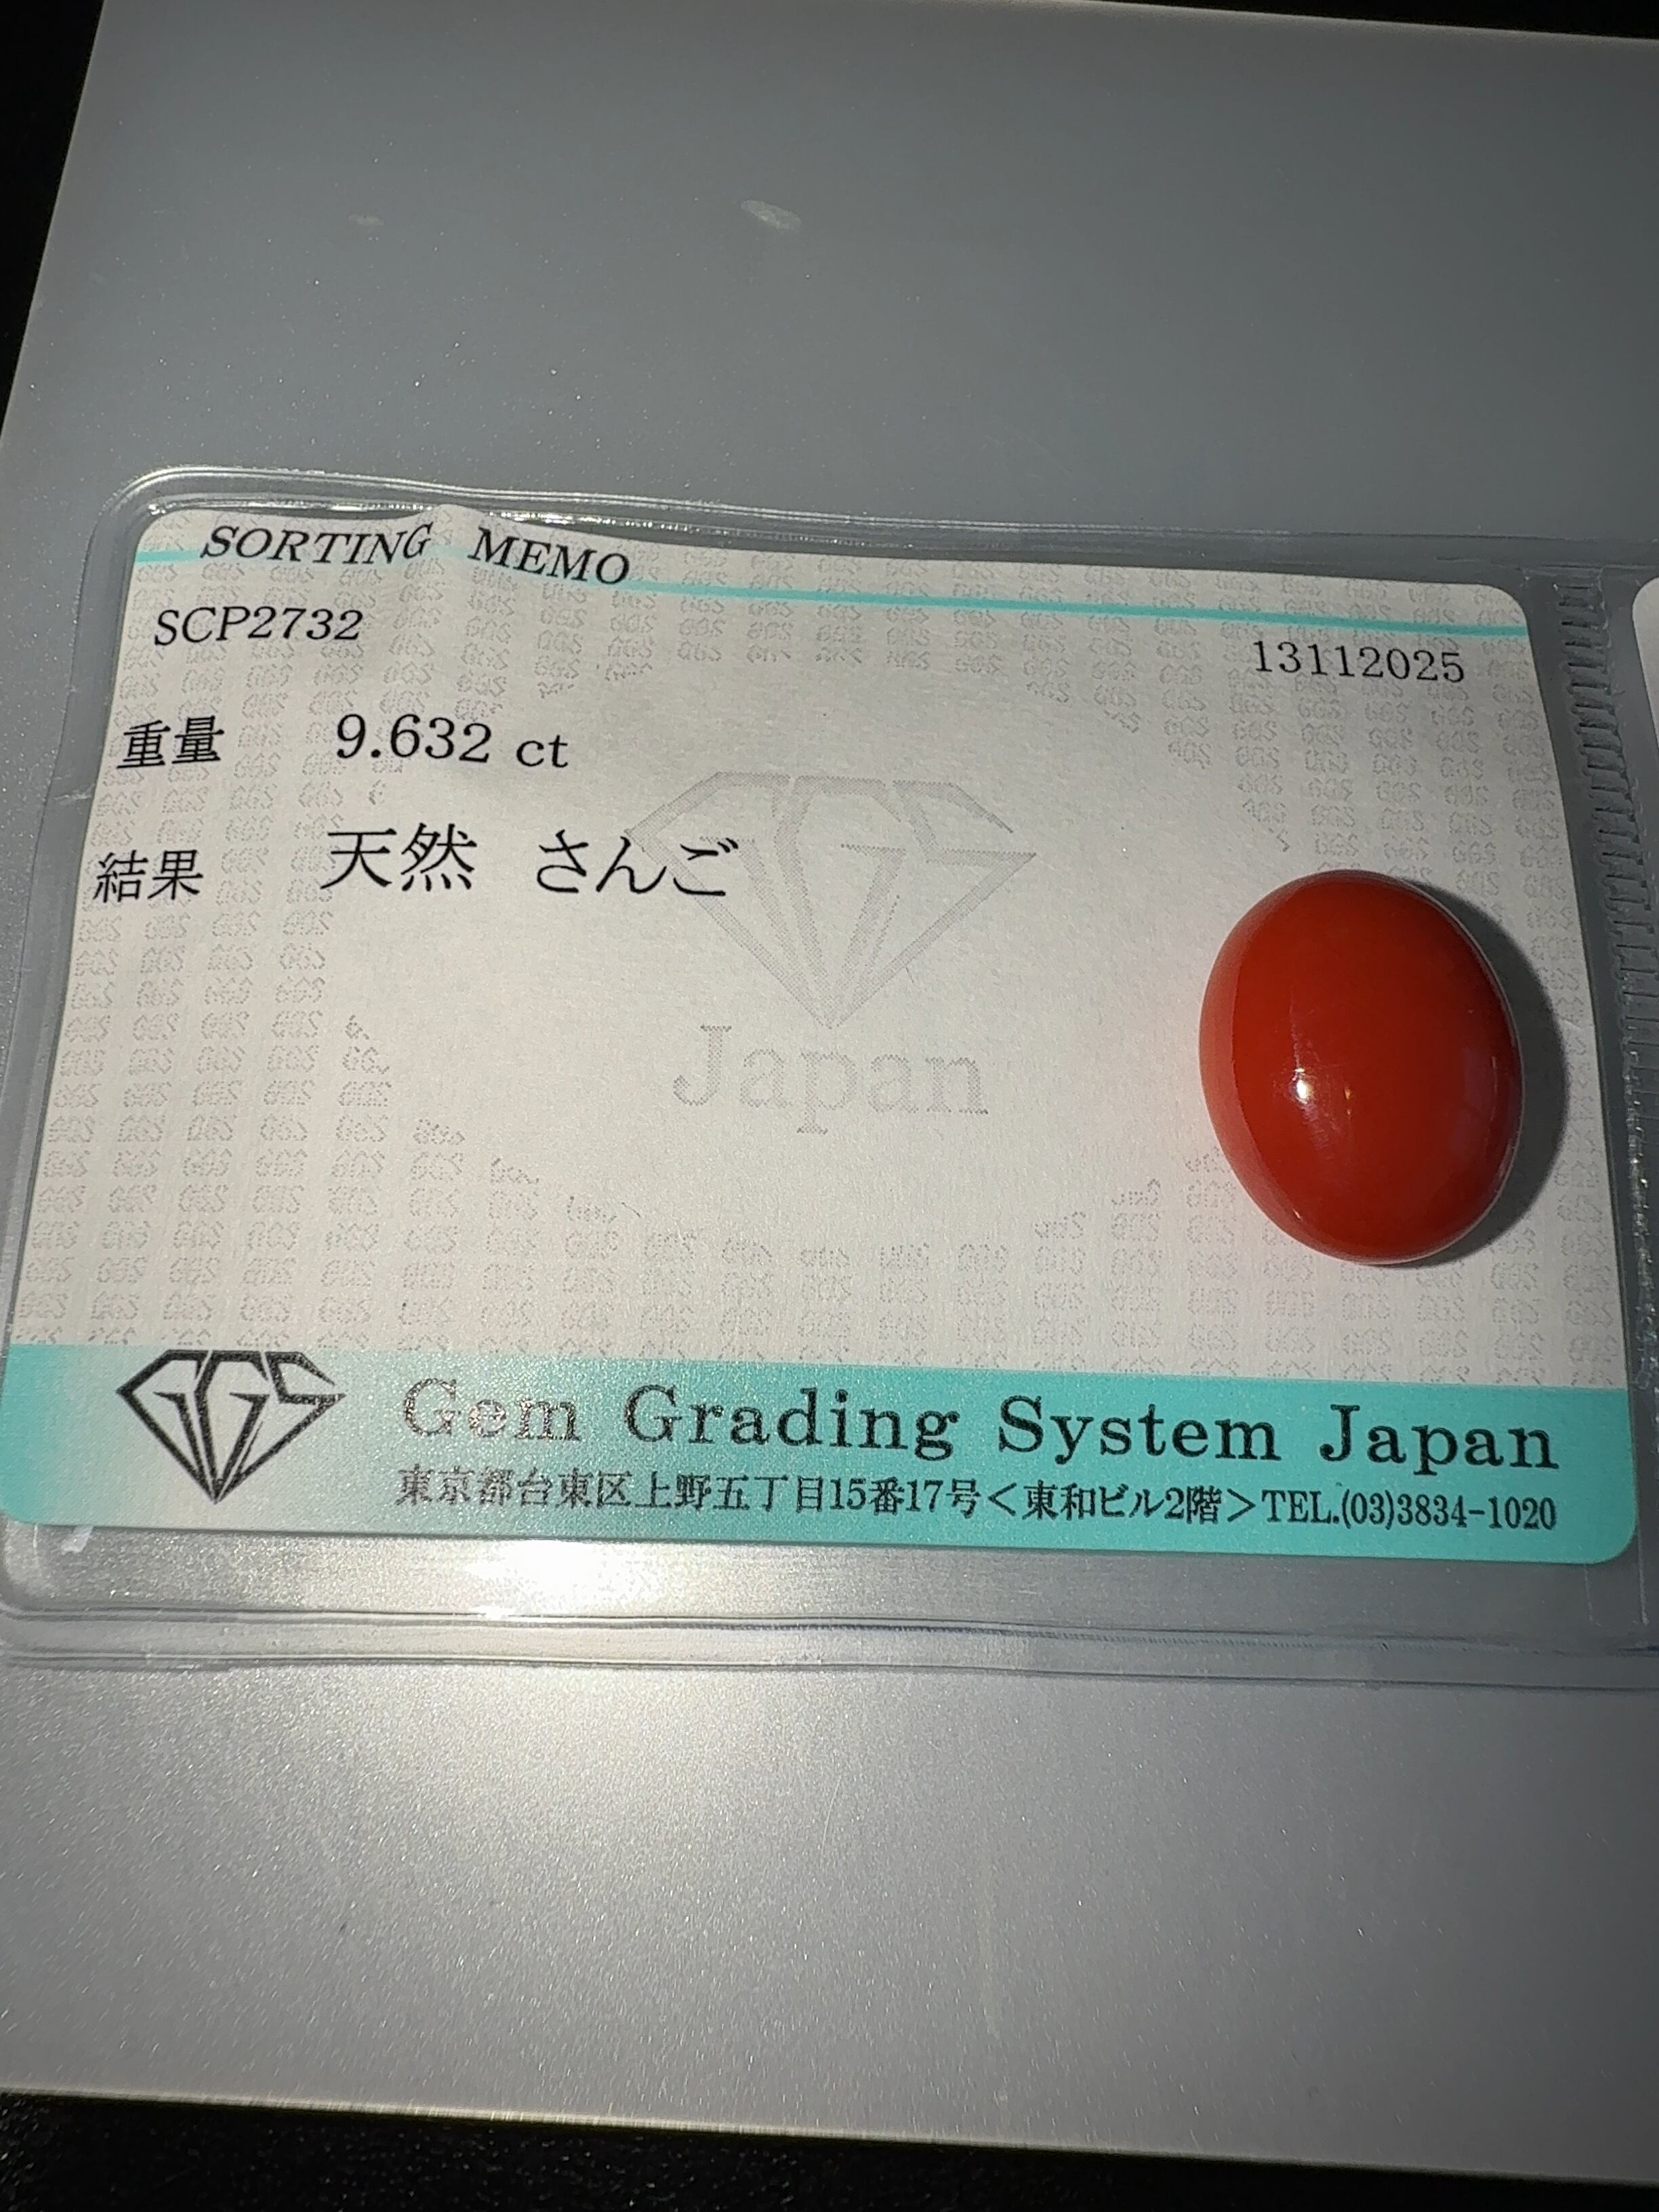 SORTING MEMO
SCP2732
13112025
重量 9.632 ct
結果 天然 さんご
GGS
Japan
GGS Gem Grading System Japan
東京都台東区上野五丁目15番17号<東和ビル2階>TEL.(03)3834-1020